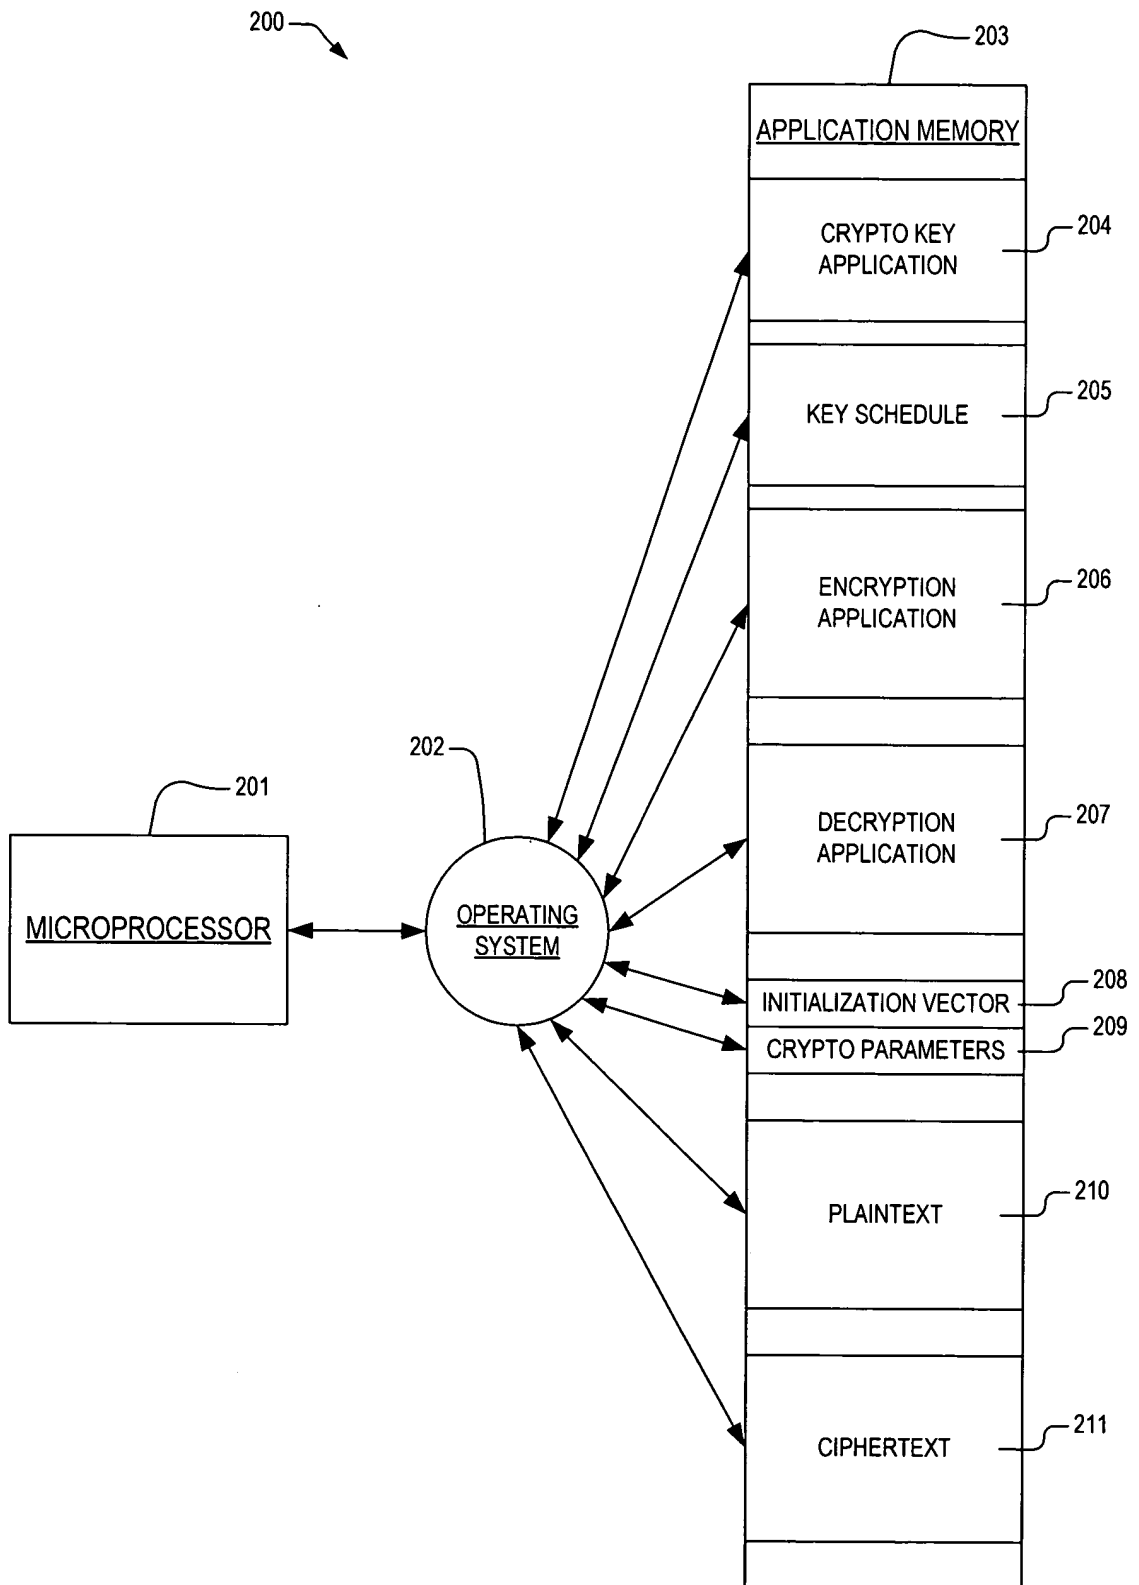 200
203
APPLICATION MEMORY
CRYPTO KEY
APPLICATION
204
KEY SCHEDULE
205
ENCRYPTION
APPLICATION
206
202
201
DECRYPTION
APPLICATION
207
MICROPROCESSOR
OPERATING
SYSTEM
INITIALIZATION VECTOR
208
CRYPTO PARAMETERS
209
PLAINTEXT
210
CIPHERTEXT
211